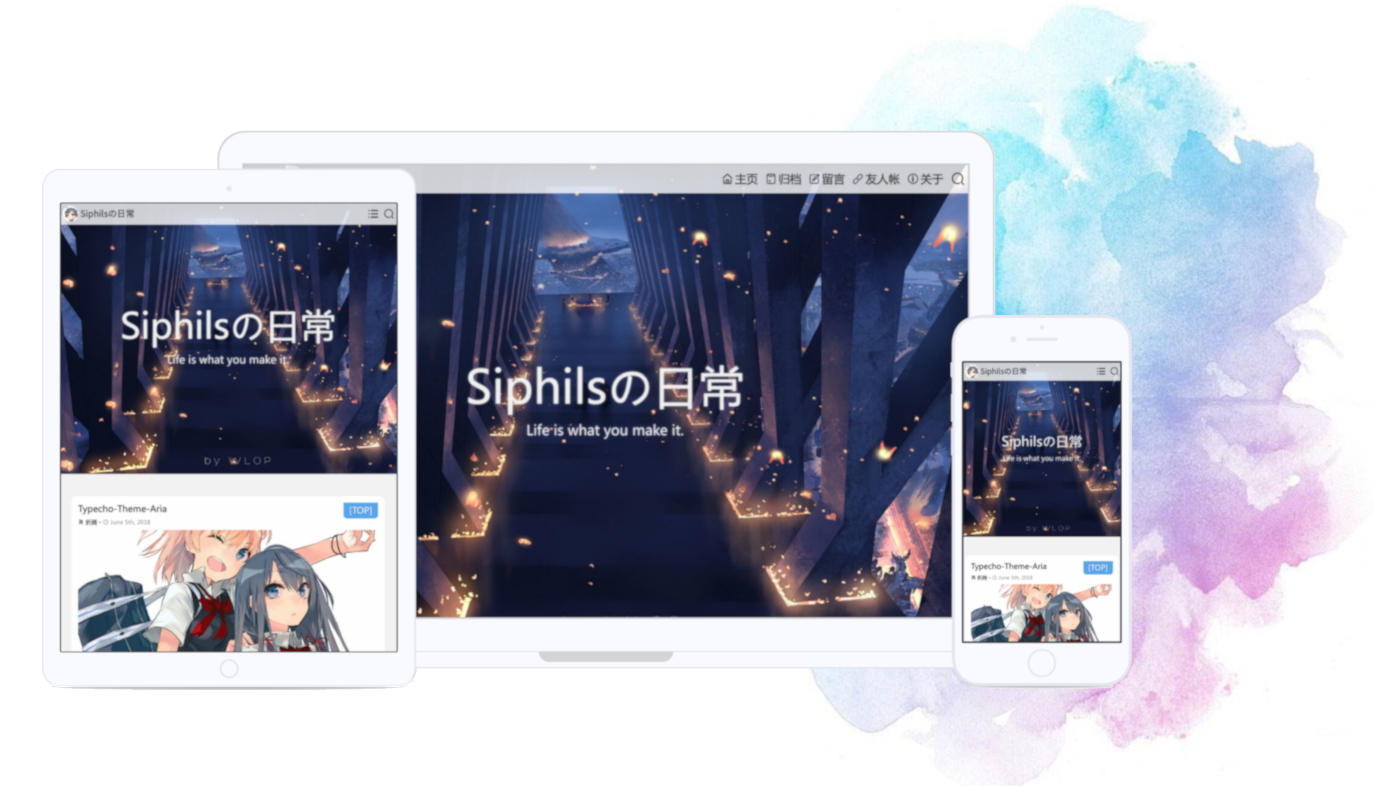 主页 归档 留言 友人帐 关于
Siphilsの日常
Life is what you make it.
Siphilsの日常
Siphilsの日常
Life is what you make it.
by WLOP
Typecho-Theme-Aria
[TOP]
June 5th, 2018
Siphilsの日常
Siphilsの日常
Life is what you make it.
by WLOP
Typecho-Theme-Aria
[TOP]
June 5th, 2018